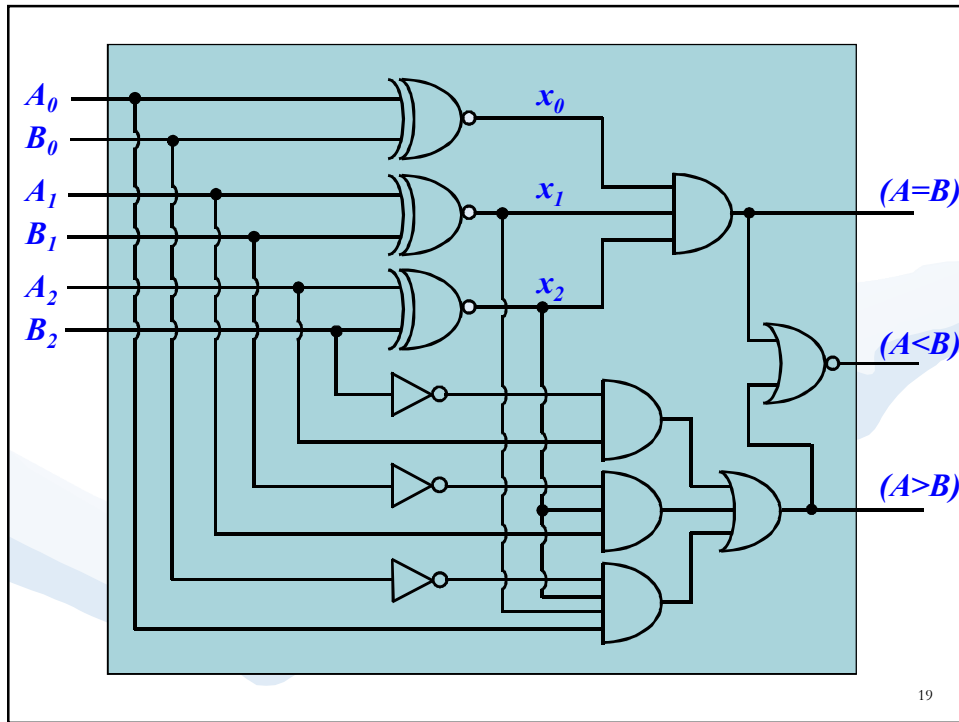 A₀
x₀
B₀
A₁
x₁
(A=B)
B₁
A₂
x₂
B₂
(A<B)
(A>B)
19